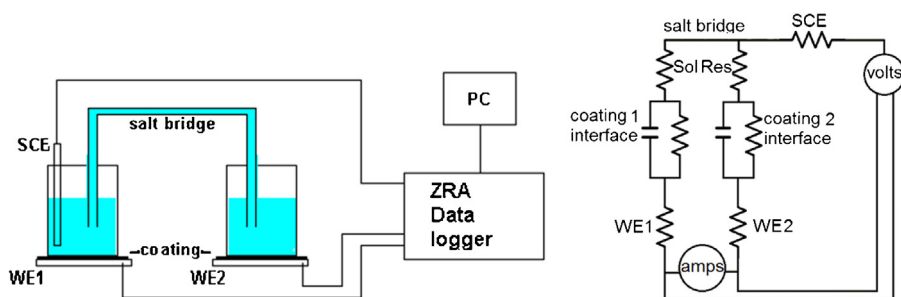 salt bridge
SCE
coating
WE1
WE2
PC
ZRA
Data
logger
salt bridge
SCE
Sol Res
volts
coating 1
interface
coating 2
interface
WE1
WE2
amps